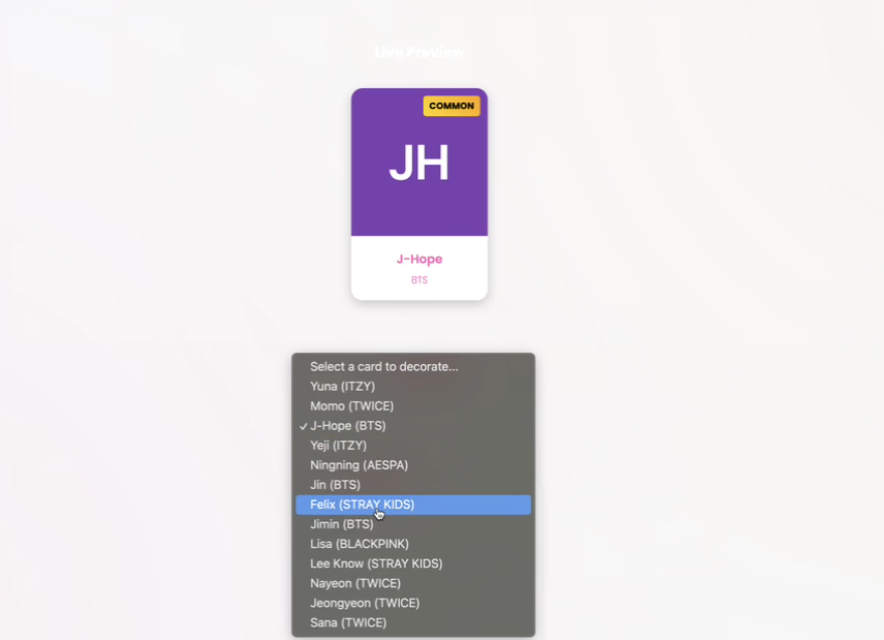 Live Preview
COMMON
JH
J-Hope
BTS
Select a card to decorate...
Yuna (ITZY)
Momo (TWICE)
✓ J-Hope (BTS)
Yeji (ITZY)
Ningning (AESPA)
Jin (BTS)
Felix (STRAY KIDS)
Jimin (BTS)
Lisa (BLACKPINK)
Lee Know (STRAY KIDS)
Nayeon (TWICE)
Jeongyeon (TWICE)
Sana (TWICE)